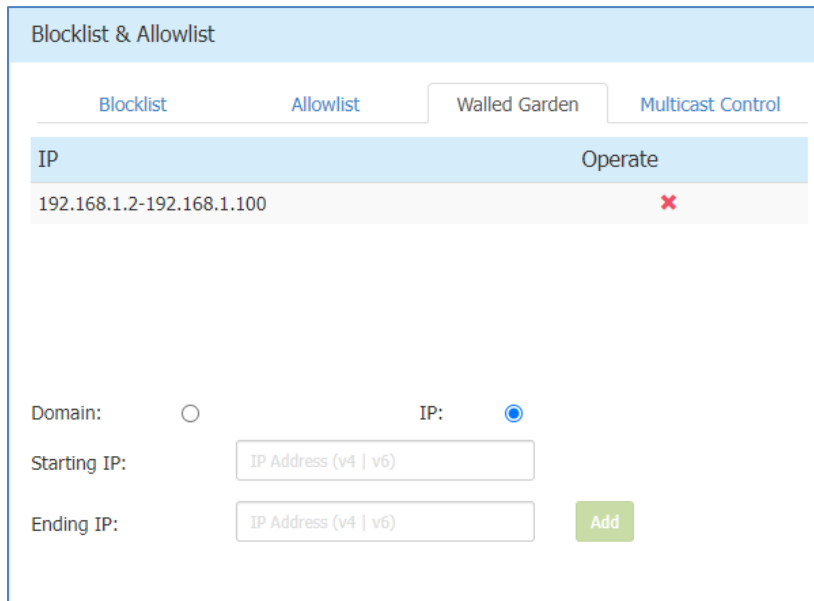 Blocklist & Allowlist
Blocklist Allowlist Walled Garden Multicast Control
IP Operate
192.168.1.2-192.168.1.100
Domain: IP:
Starting IP: IP Address (v4 | v6)
Ending IP: IP Address (v4 | v6) Add